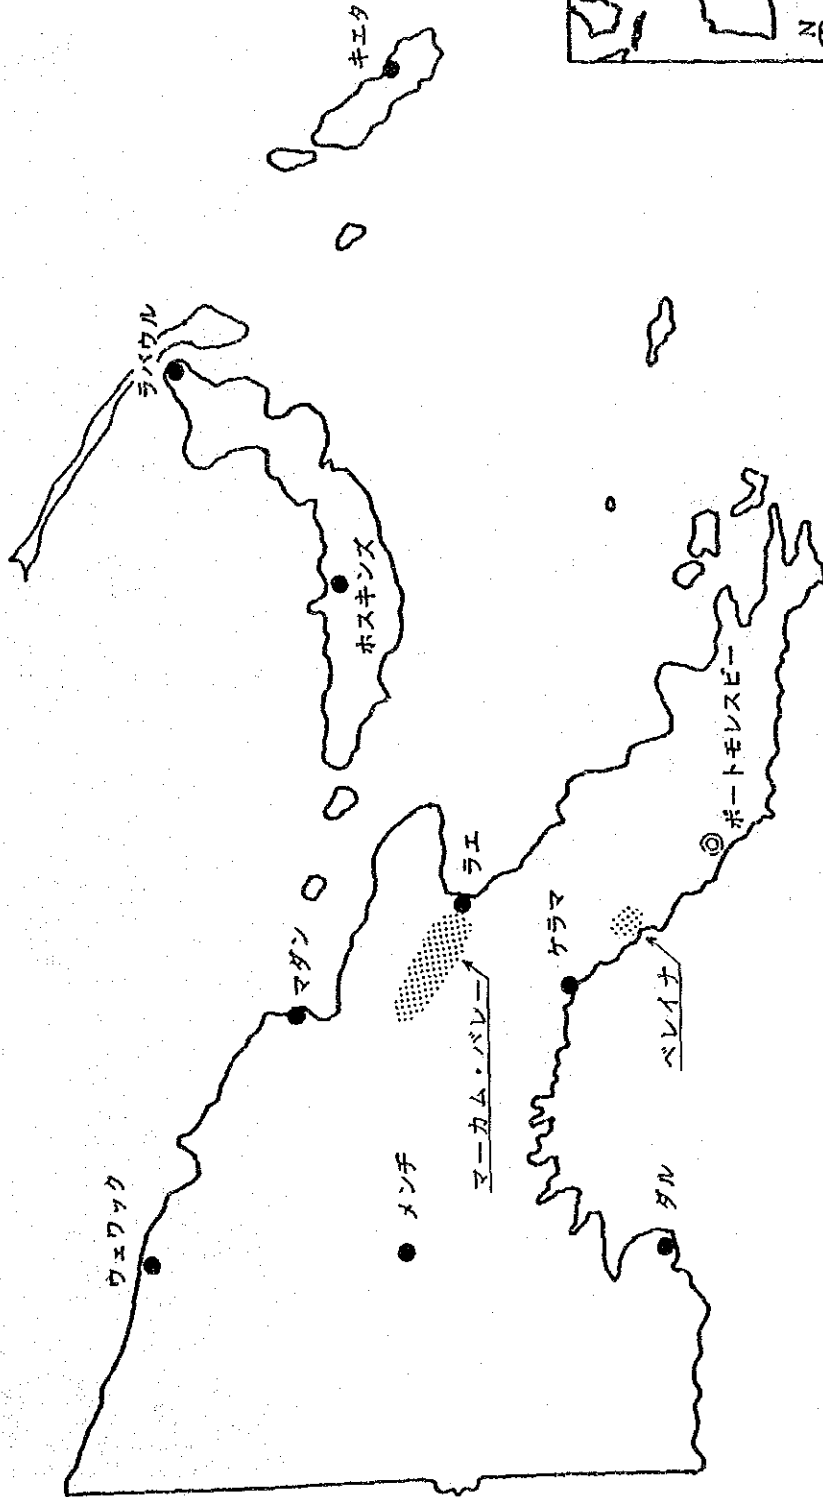 ウェワック
マダン
ラバウル
キエタ
ホスキンズ
メンヂ
マーカム・バレー
ラエ
ケラマ
ダル
ベレイナ
ポートモレスビー
N